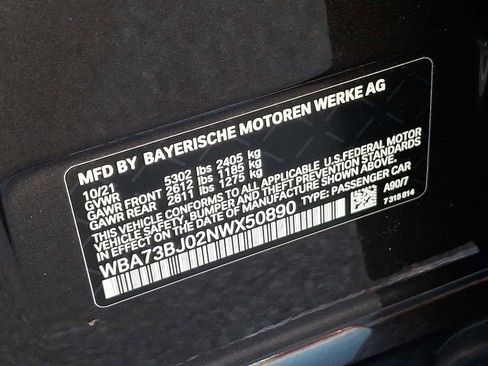 MFD BY BAYERISCHE MOTOREN WERKE AG
10/21
GVWR 5302 lbs 2405 kg
GAWR FRONT 2612 lbs 1185 kg
GAWR REAR 2811 lbs 1275 kg
THIS VEHICLE CONFORMS TO ALL APPLICABLE U.S.FEDERAL MOTOR
VEHICLE SAFETY, BUMPER AND THEFT PREVENTION STANDARDS
IN EFFECT ON THE DATE OF MANUFACTURE SHOWN ABOVE.
WBA73BJ02NWX50890 TYPE: PASSENGER CAR
A90/7
7 315 814